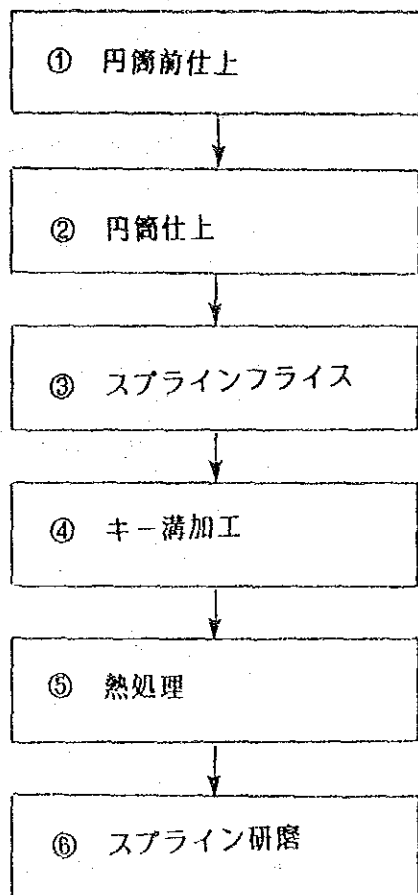 ① 円筒前仕上
② 円筒仕上
③ スプラインフライス
④ キー溝加工
⑤ 熱処理
⑥ スプライン研磨